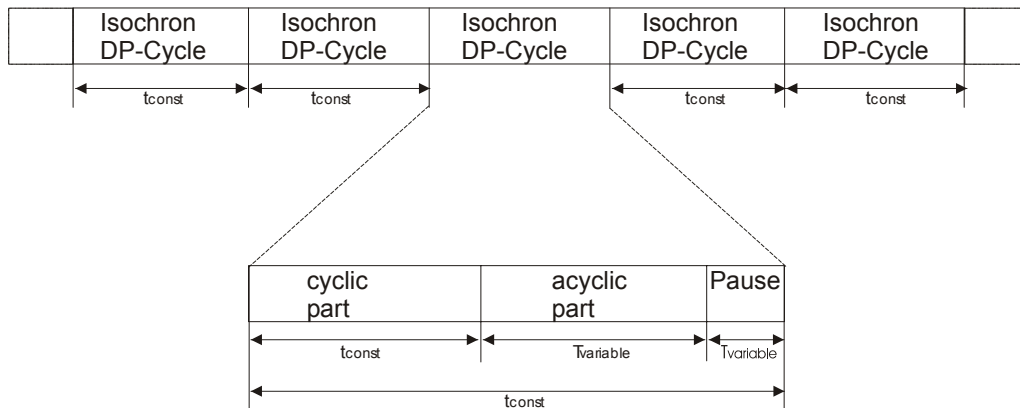 Isochron Isochron Isochron Isochron Isochron
DP-Cycle DP-Cycle DP-Cycle DP-Cycle DP-Cycle
tconst tconst tconst tconst
cyclic acyclic Pause
part part
tconst Tvariable Tvariable
tconst